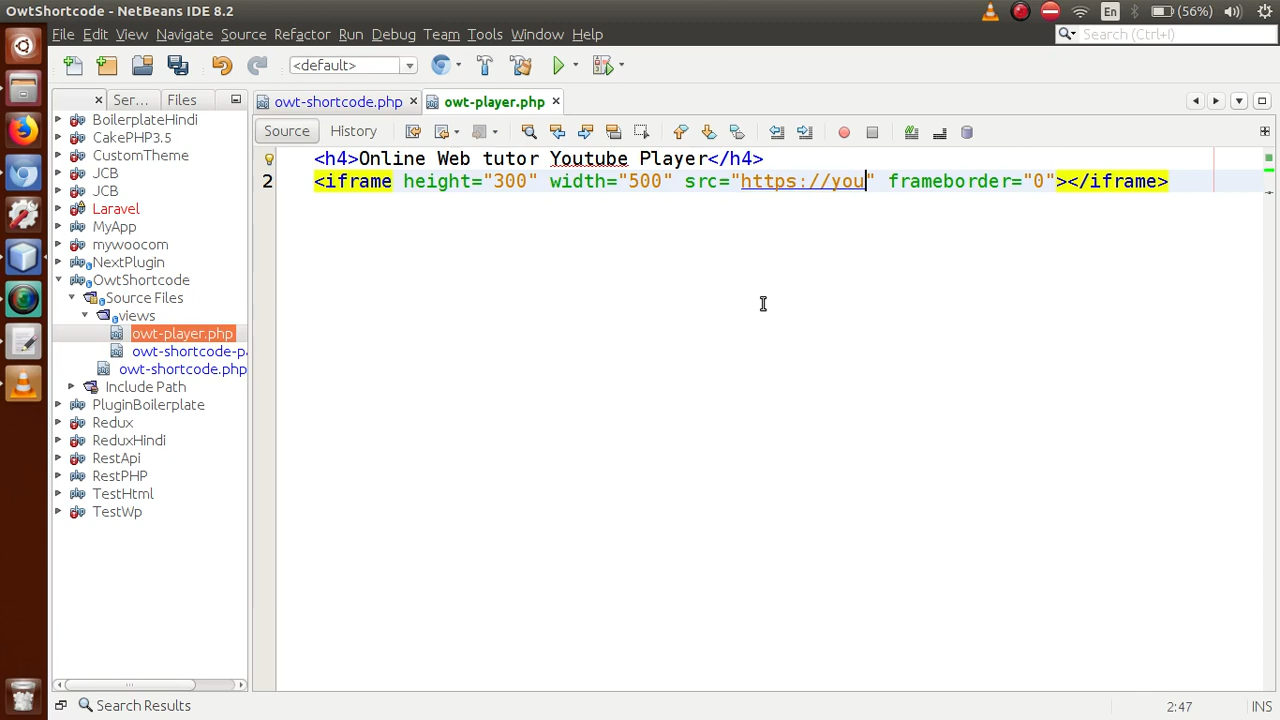 OwtShortcode - NetBeans IDE 8.2
En
(56%)
File Edit View Navigate Source Refactor Run Debug Team Tools Window Help
Search (Ctrl+I)
<default>
Ser... Files
owt-shortcode.php owt-player.php
Source History
BoilerplateHindi
CakePHP3.5
CustomTheme
JCB
JCB
Laravel
MyApp
mywoocom
NextPlugin
OwtShortcode
Source Files
views
owt-player.php
owt-shortcode-pa
owt-shortcode.php
Include Path
PluginBoilerplate
Redux
ReduxHindi
RestApi
RestPHP
TestHtml
TestWp
<h4>Online Web tutor Youtube Player</h4>
2 <iframe height="300" width="500" src="https://you" frameborder="0"></iframe>
Search Results
2:47
INS